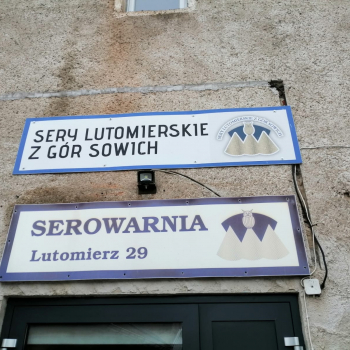 SERY LUTOMIERSKIE
Z GÓR SOWICH
SEROWARNIA
Lutomierz 29